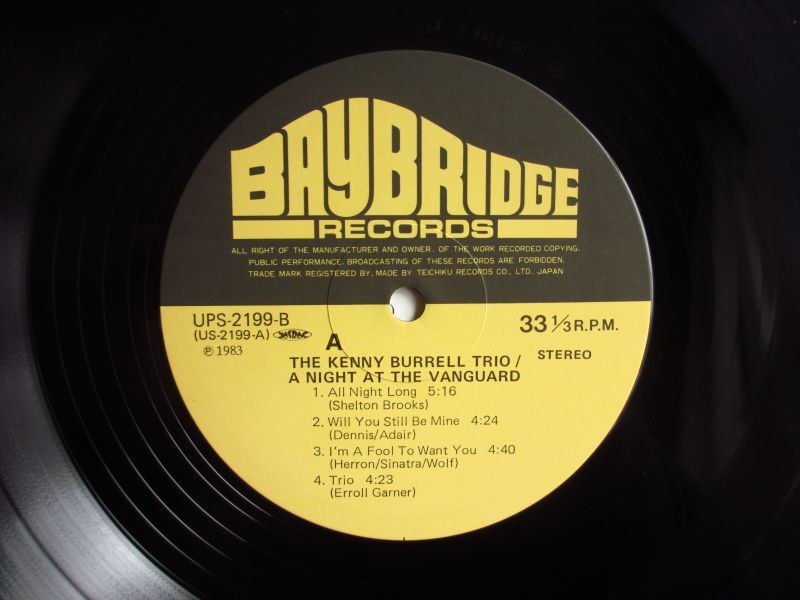 BAYBRIDGE
RECORDS
ALL RIGHT OF THE MANUFACTURER AND OWNER. OF THE WORK RECORDED COPYING.
PUBLIC PERFORMANCE. BROADCASTING OF THESE RECORDS ARE FORBIDDEN.
TRADE MARK REGISTERED BY. MADE BY TEICHIKU RECORDS CO., LTD. JAPAN
UPS-2199-B
(US-2199-A)
℗ 1983
A
33 1/3 R.P.M.
STEREO
THE KENNY BURRELL TRIO /
A NIGHT AT THE VANGUARD
1. All Night Long 5:16
(Shelton Brooks)
2. Will You Still Be Mine 4:24
(Dennis/Adair)
3. I'm A Fool To Want You 4:40
(Herron/Sinatra/Wolf)
4. Trio 4:23
(Erroll Garner)